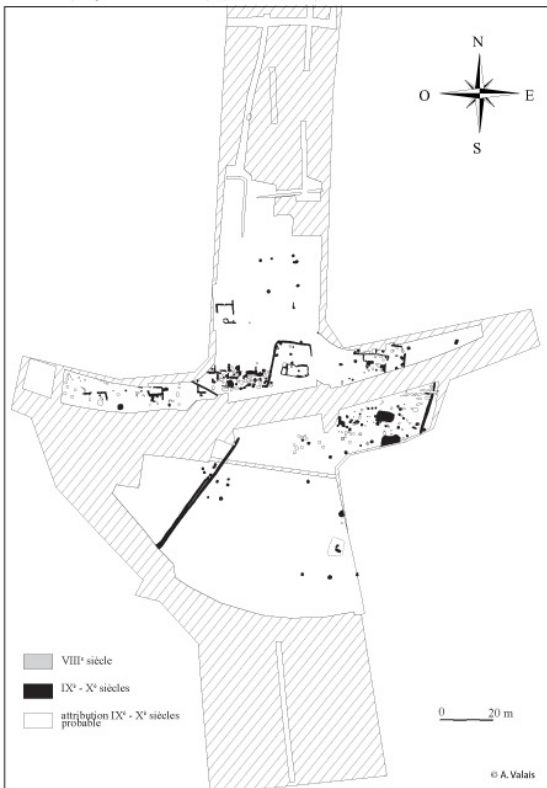 N
O E
S
VIIIᵉ siècle
IXᵉ - Xᵉ siècles
attribution IXᵉ - Xᵉ siècles
probable
0 20 m
© A. Valais